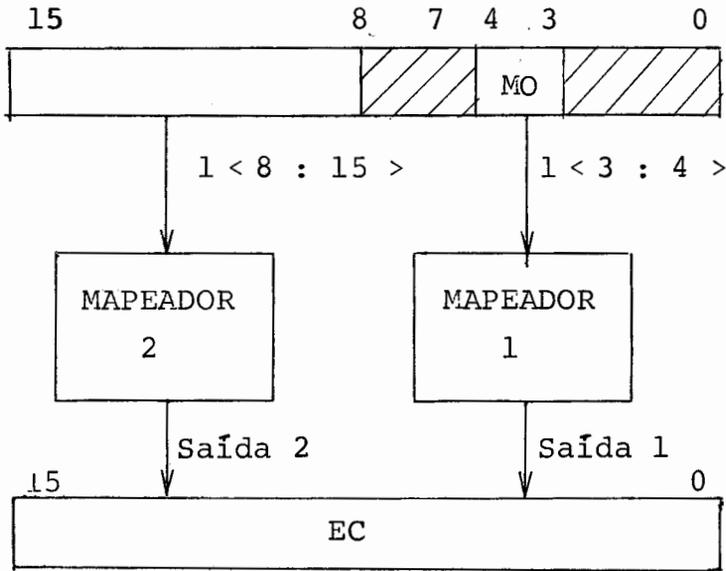 15 8 7 4 3 0
MO
1 < 8 : 15 > 1 < 3 : 4 >
MAPEADOR MAPEADOR
2 1
Saída 2 Saída 1
15 0
EC